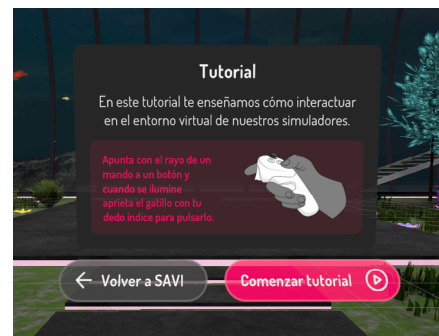 Tutorial
En este tutorial te enseñamos cómo interactuar
en el entorno virtual de nuestros simuladores.
Apunta con el rayo de un
mando a un botón y
cuando se ilumine
aprieta el gatillo con tu
dedo índice para pulsarlo.
Volver a SAVI
Comenzar tutorial